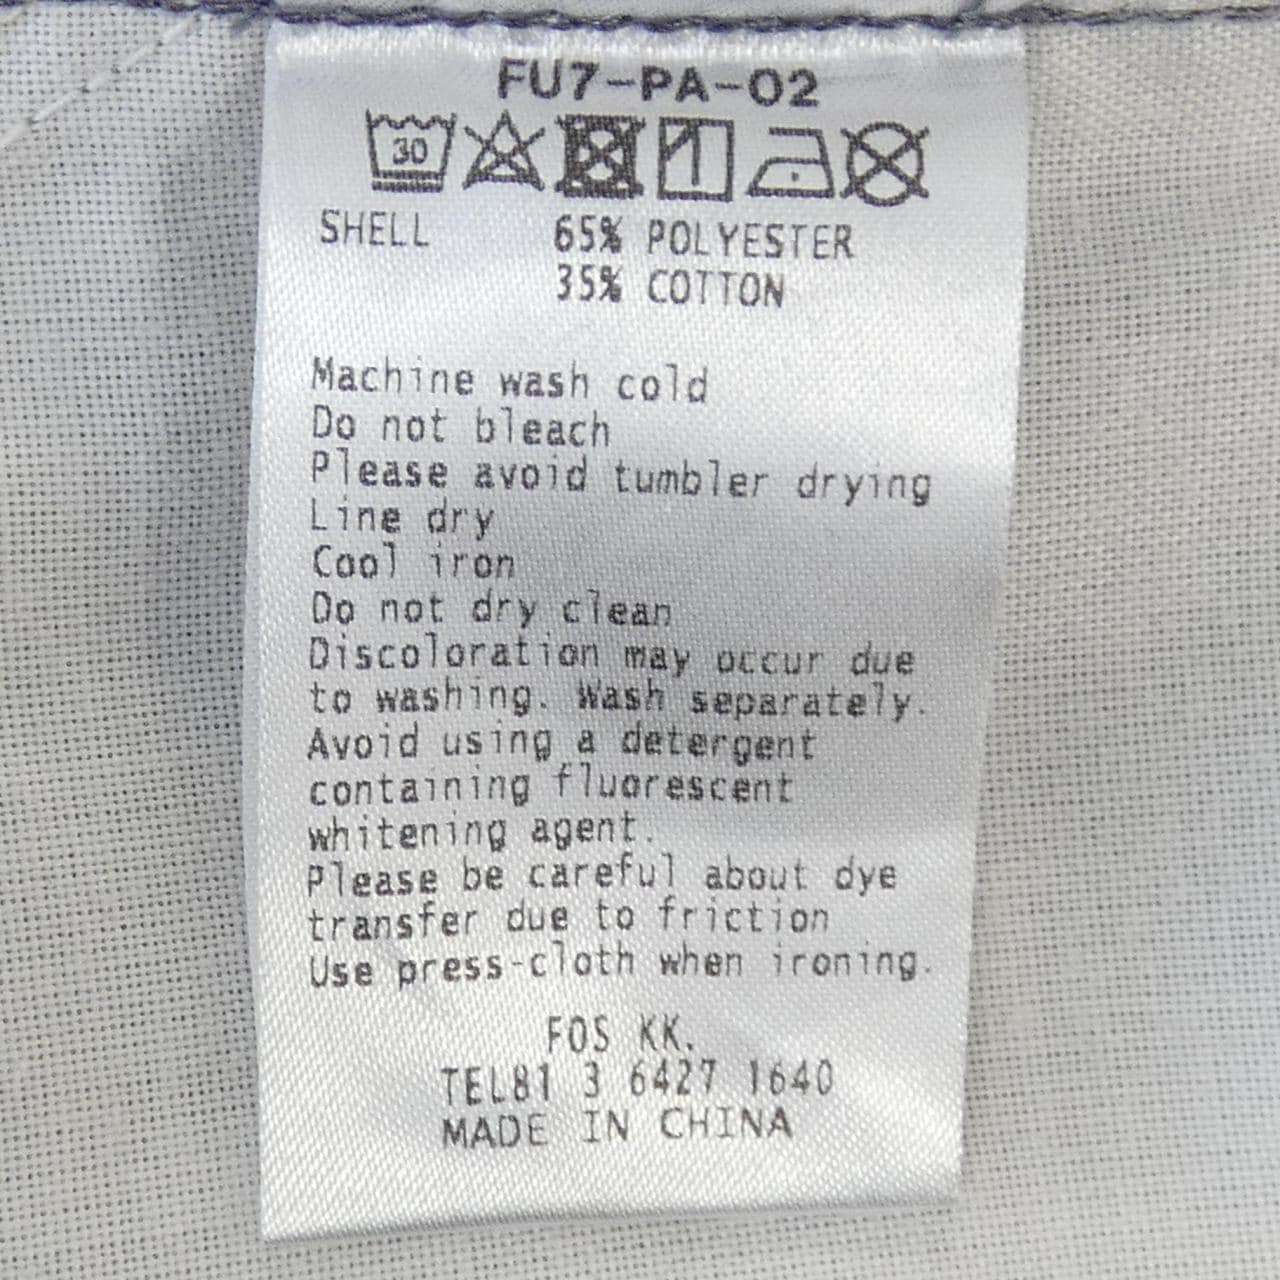 FU7-PA-02
30
SHELL 65% POLYESTER
35% COTTON
Machine wash cold
Do not bleach
Please avoid tumbler drying
Line dry
Cool iron
Do not dry clean
Discoloration may occur due
to washing. Wash separately.
Avoid using a detergent
containing fluorescent
whitening agent.
Please be careful about dye
transfer due to friction
Use press-cloth when ironing.
FOS KK.
TEL81 3 6427 1640
MADE IN CHINA